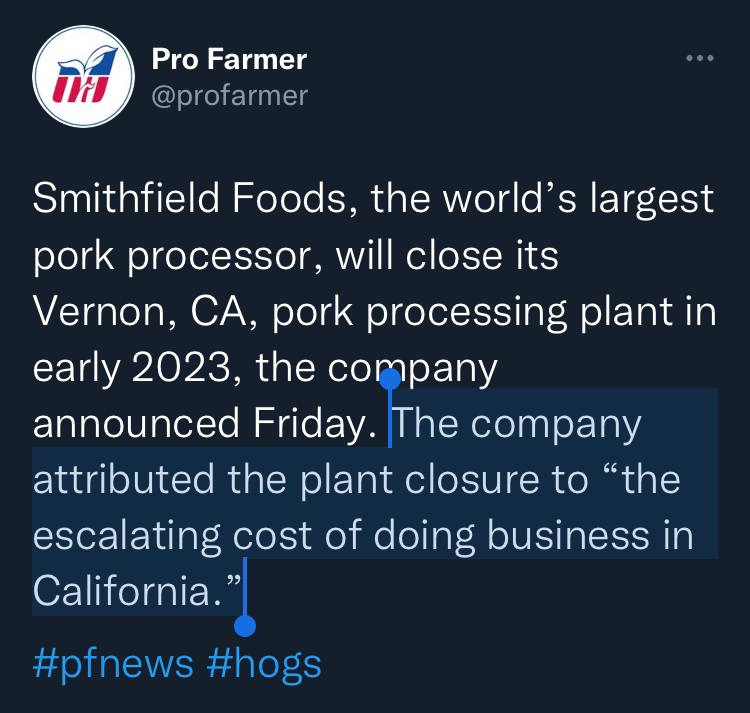 Pro Farmer
@profarmer
Smithfield Foods, the world’s largest
pork processor, will close its
Vernon, CA, pork processing plant in
early 2023, the company
announced Friday. The company
attributed the plant closure to “the
escalating cost of doing business in
California.”
#pfnews #hogs